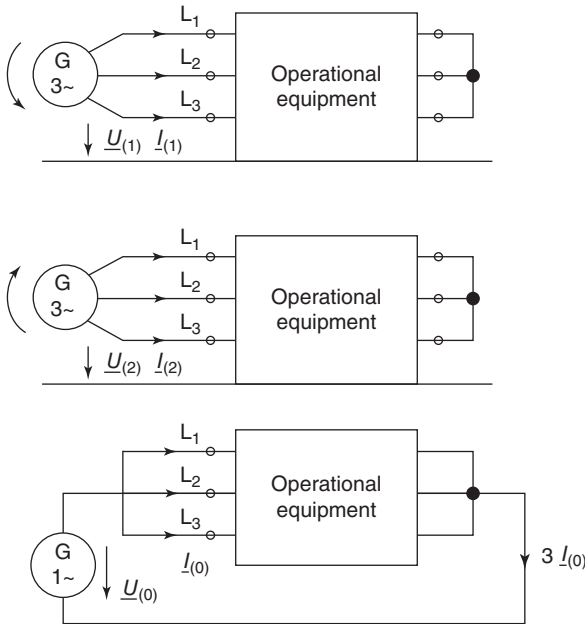 L₁
G
3~
L₂
L₃
Operational
equipment
U(1) I(1)
L₁
G
3~
L₂
L₃
Operational
equipment
U(2) I(2)
L₁
L₂
L₃
Operational
equipment
G
1~
U(0)
I(0)
3 I(0)